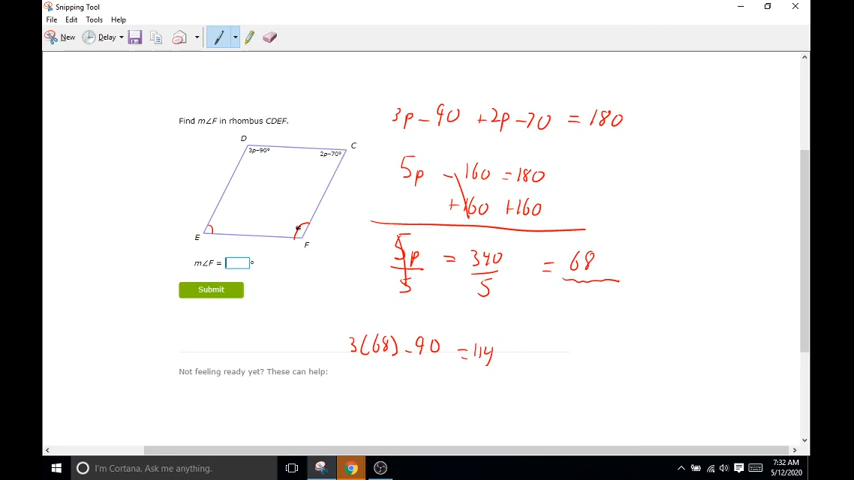 Snipping Tool
File Edit Tools Help
New Delay
Find m∠F in rhombus CDEF.
3p - 90 + 2p - 70 = 180
D
C
3p−90°
2p−70°
5p - 160 = 180
+160 +160
E
F
m∠F = °
5p/5 = 340/5 = 68
Submit
3(68) - 90 = 114
Not feeling ready yet? These can help:
I'm Cortana. Ask me anything.
7:32 AM
5/12/2020